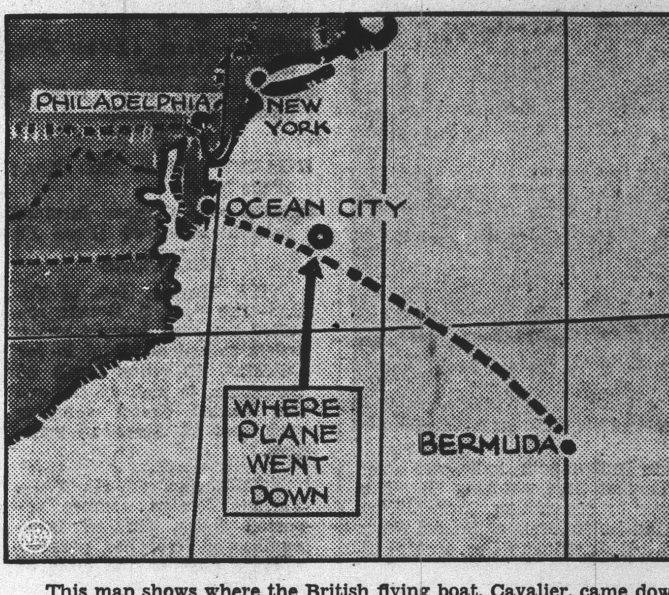 PHILADELPHIA
NEW
YORK
OCEAN CITY
WHERE
PLANE
WENT
DOWN
BERMUDA
NEA
This map shows where the British flying boat, Cavalier, came dow